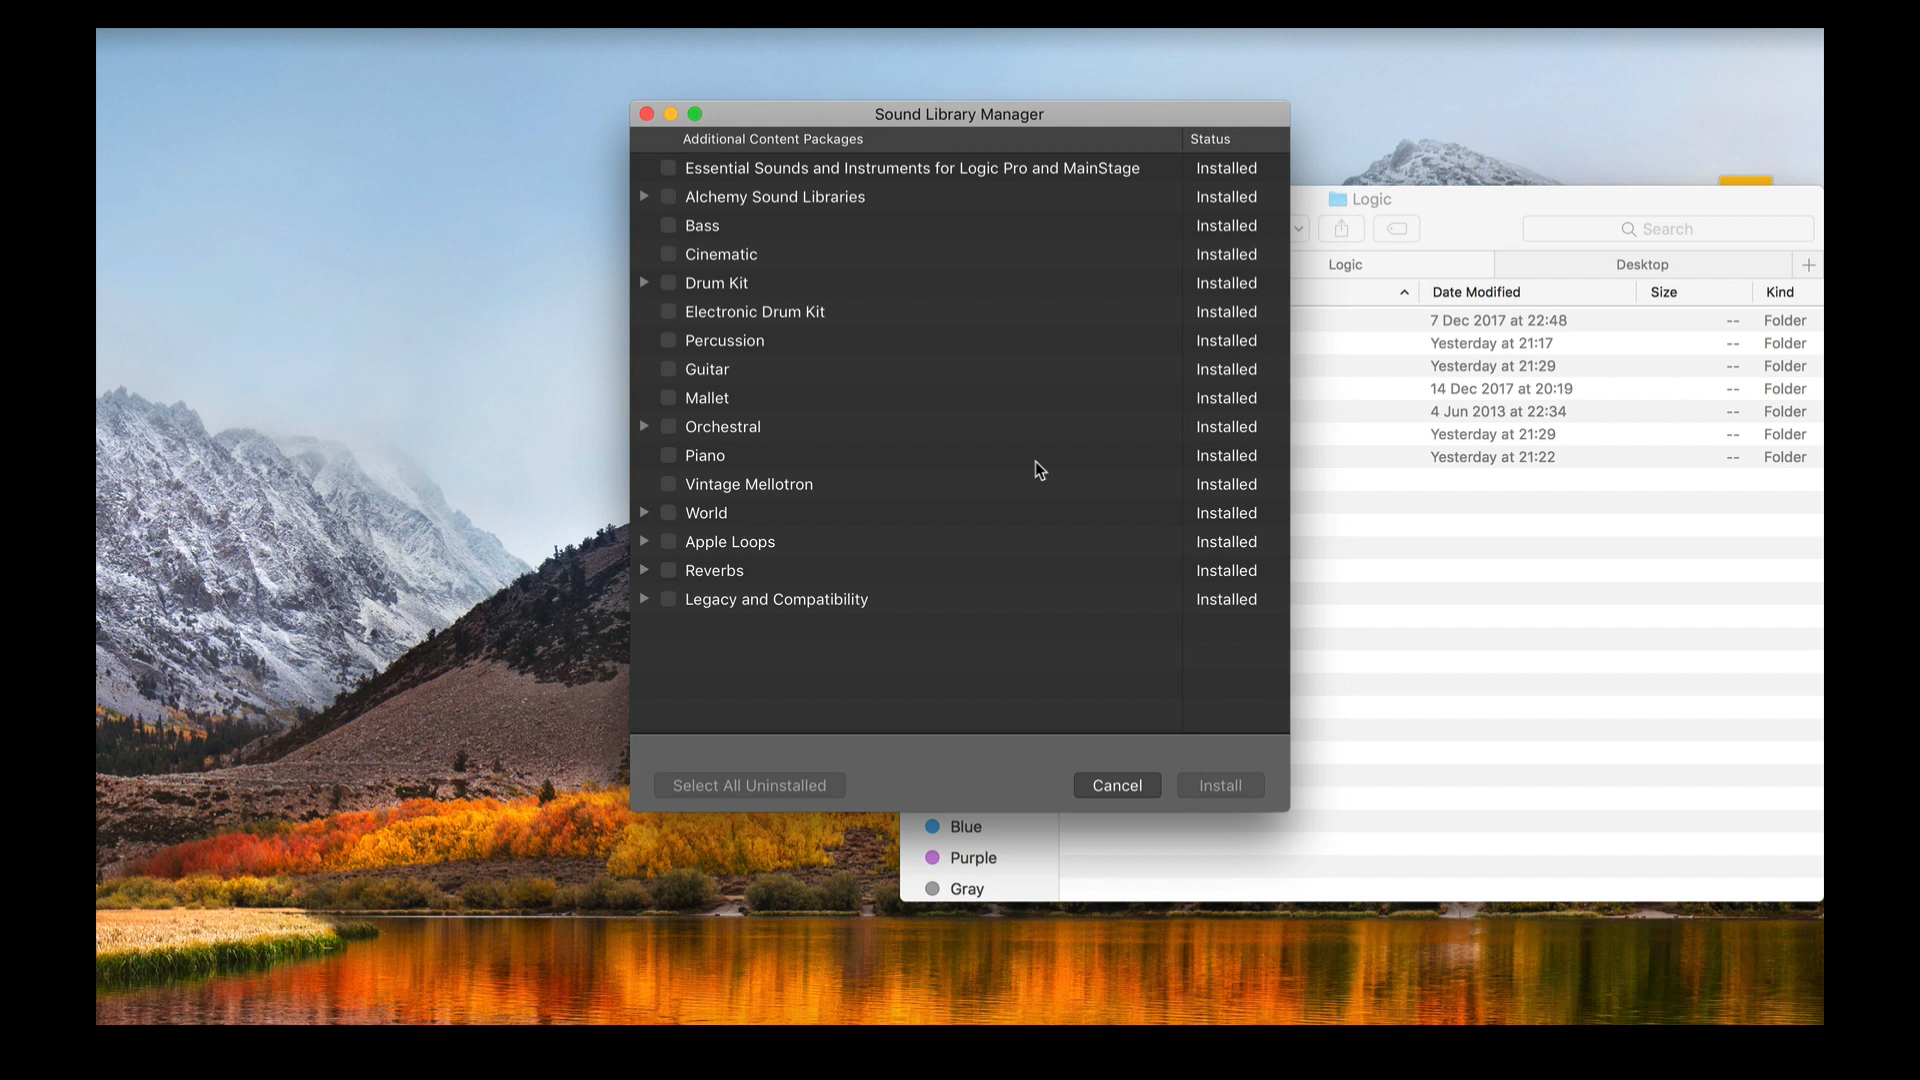 Sound Library Manager
Additional Content Packages Status
Essential Sounds and Instruments for Logic Pro and MainStage Installed
Alchemy Sound Libraries Installed
Bass Installed
Cinematic Installed
Drum Kit Installed
Electronic Drum Kit Installed
Percussion Installed
Guitar Installed
Mallet Installed
Orchestral Installed
Piano Installed
Vintage Mellotron Installed
World Installed
Apple Loops Installed
Reverbs Installed
Legacy and Compatibility Installed
Select All Uninstalled Cancel Install
Logic
Search
Logic Desktop
Date Modified Size Kind
7 Dec 2017 at 22:48 -- Folder
Yesterday at 21:17 -- Folder
Yesterday at 21:29 -- Folder
14 Dec 2017 at 20:19 -- Folder
4 Jun 2013 at 22:34 -- Folder
Yesterday at 21:29 -- Folder
Yesterday at 21:22 -- Folder
Blue
Purple
Gray